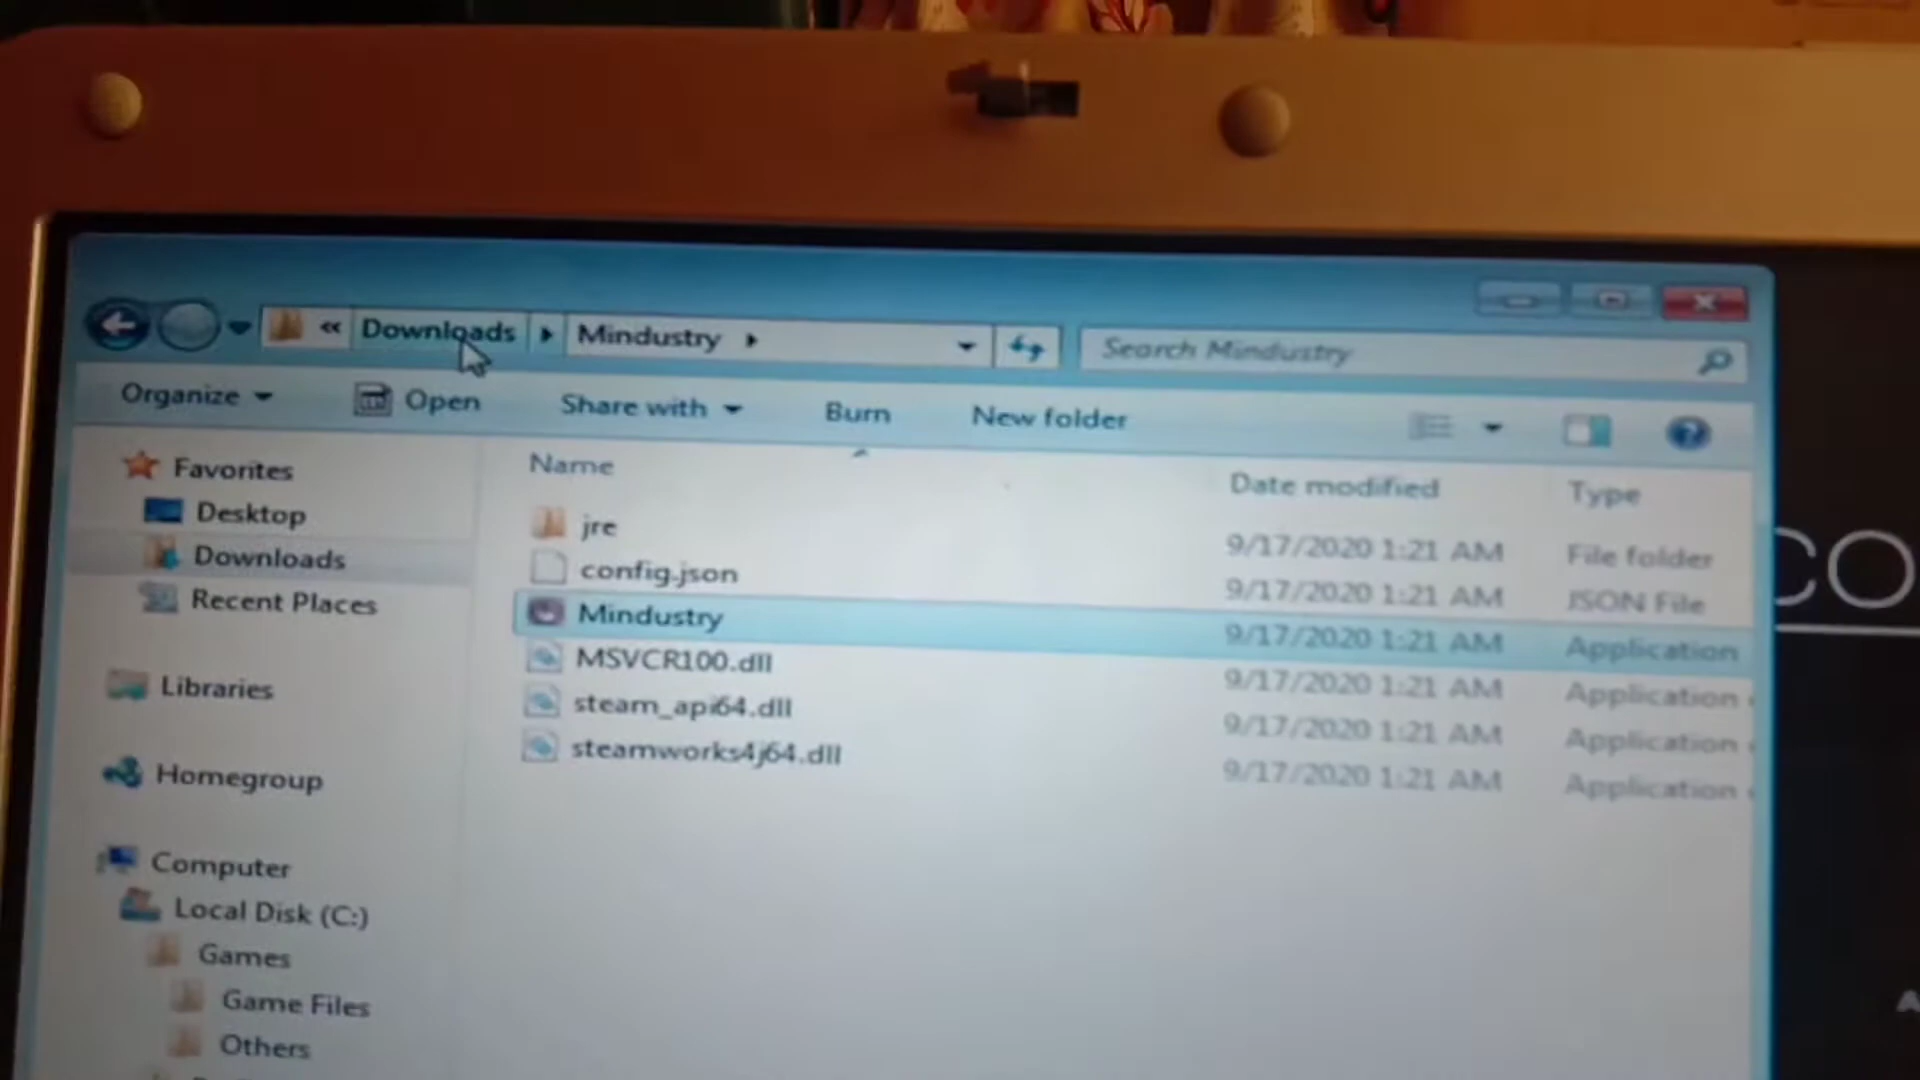 « Downloads Mindustry Search Mindustry
Organize Open Share with Burn New folder
Favorites
Desktop
Downloads
Recent Places
Libraries
Homegroup
Computer
Local Disk (C:)
Games
Game Files
Others
Name Date modified Type
jre 9/17/2020 1:21 AM File folder
config.json 9/17/2020 1:21 AM JSON File
Mindustry 9/17/2020 1:21 AM Application
MSVCR100.dll 9/17/2020 1:21 AM Application
steam_api64.dll 9/17/2020 1:21 AM Application
steamworks4j64.dll 9/17/2020 1:21 AM Application
CO